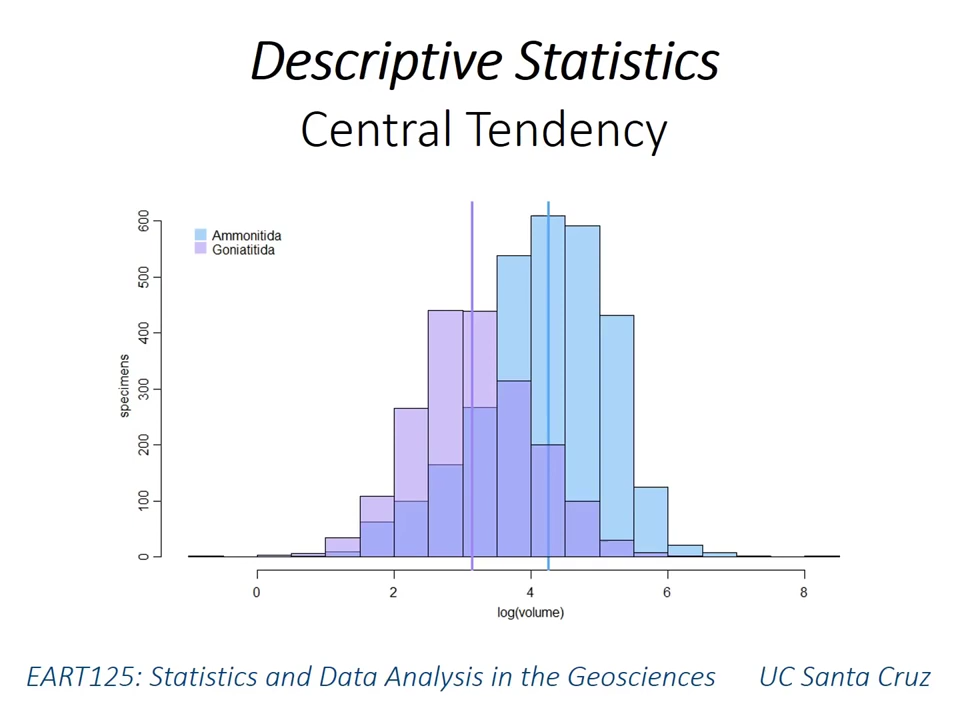 Descriptive Statistics
Central Tendency
Ammonitida
Goniatitida
600
500
400
300
200
100
0
specimens
0 2 4 6 8
log(volume)
EART125: Statistics and Data Analysis in the Geosciences UC Santa Cruz